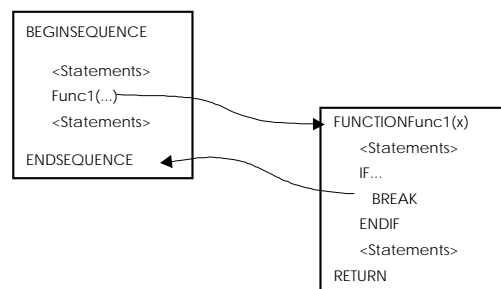 BEGINSEQUENCE
<Statements>
Func1(...)
<Statements>
ENDSEQUENCE
FUNCTIONFunc1(x)
<Statements>
IF...
BREAK
ENDIF
<Statements>
RETURN